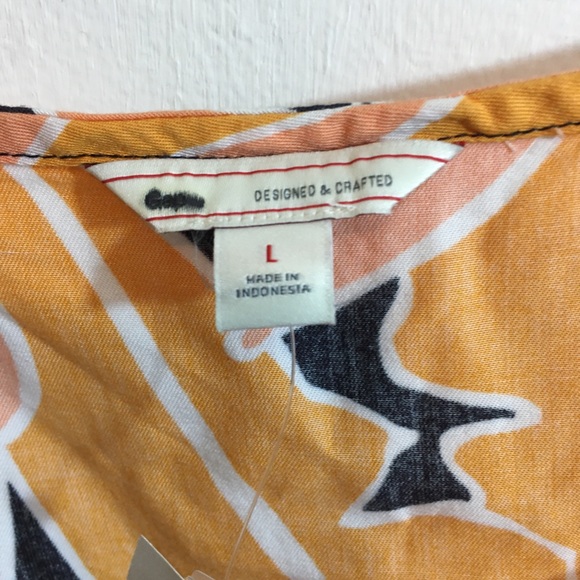 Gap
DESIGNED & CRAFTED
L
MADE IN
INDONESIA